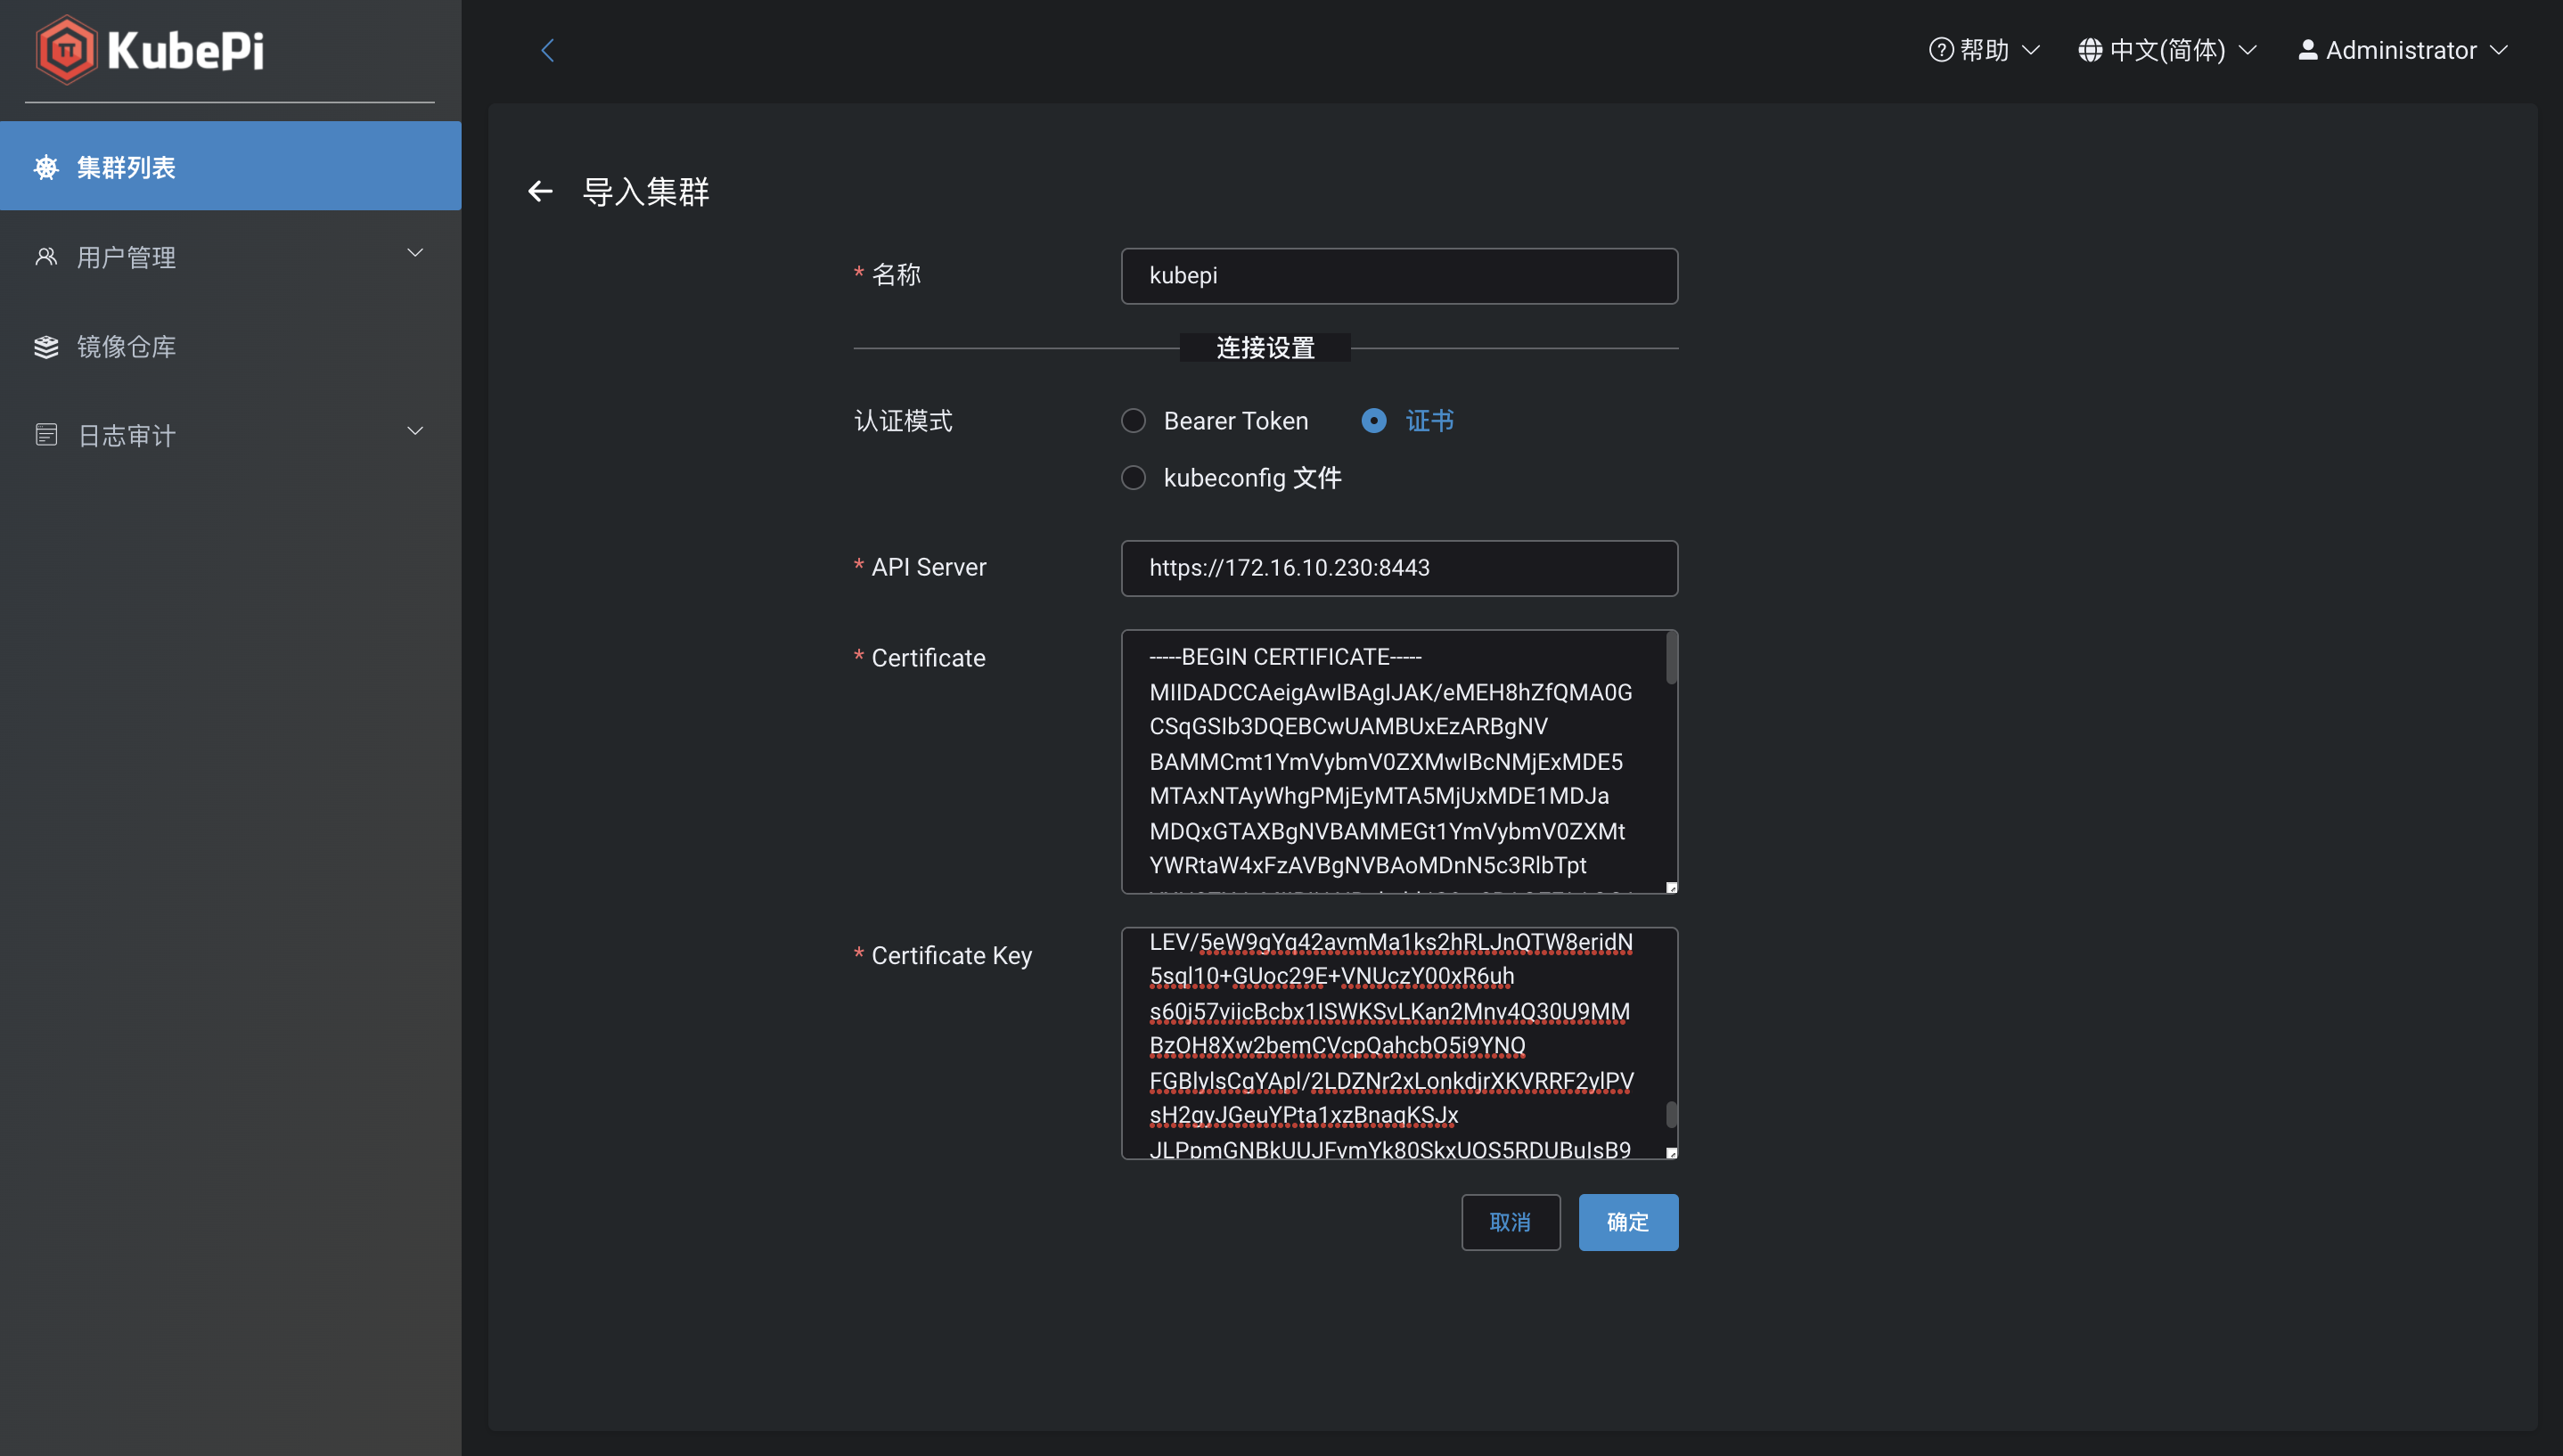 KubePi
帮助
中文(简体)
Administrator
集群列表
用户管理
镜像仓库
日志审计
导入集群
* 名称
kubepi
连接设置
认证模式
Bearer Token
证书
kubeconfig 文件
* API Server
https://172.16.10.230:8443
* Certificate
-----BEGIN CERTIFICATE-----
MIIDADCCAeigAwIBAgIJAK/eMEH8hZfQMA0G
CSqGSIb3DQEBCwUAMBUxEzARBgNV
BAMMCmt1YmVybmV0ZXMwIBcNMjExMDE5
MTAxNTAyWhgPMjEyMTA5MjUxMDE1MDJa
MDQxGTAXBgNVBAMMEGt1YmVybmV0ZXMt
YWRtaW4xFzAVBgNVBAoMDnN5c3RlbTpt
* Certificate Key
LEV/5eW9gYq42avmMa1ks2hRLJnQTW8eridN
5sql10+GUoc29E+VNUczY00xR6uh
s60j57viicBcbx1ISWKSvLKan2Mnv4Q30U9MM
BzOH8Xw2bemCVcpQahcbO5i9YNQ
FGBlylsCgYApl/2LDZNr2xLonkdjrXKVRRF2ylPV
sH2gyJGeuYPta1xzBnaqKSJx
JLPpmGNBkUUJFvmYk80SkxUOS5RDUBuIsB9
取消
确定